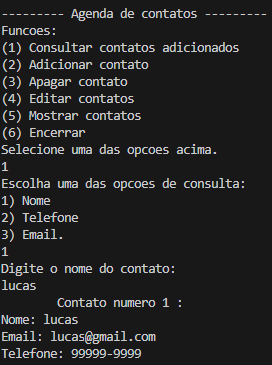 --------- Agenda de contatos ---------
Funcoes:
(1) Consultar contatos adicionados
(2) Adicionar contato
(3) Apagar contato
(4) Editar contatos
(5) Mostrar contatos
(6) Encerrar
Selecione uma das opcoes acima.
1
Escolha uma das opcoes de consulta:
1) Nome
2) Telefone
3) Email.
1
Digite o nome do contato:
lucas
Contato numero 1 :
Nome: lucas
Email: lucas@gmail.com
Telefone: 99999-9999